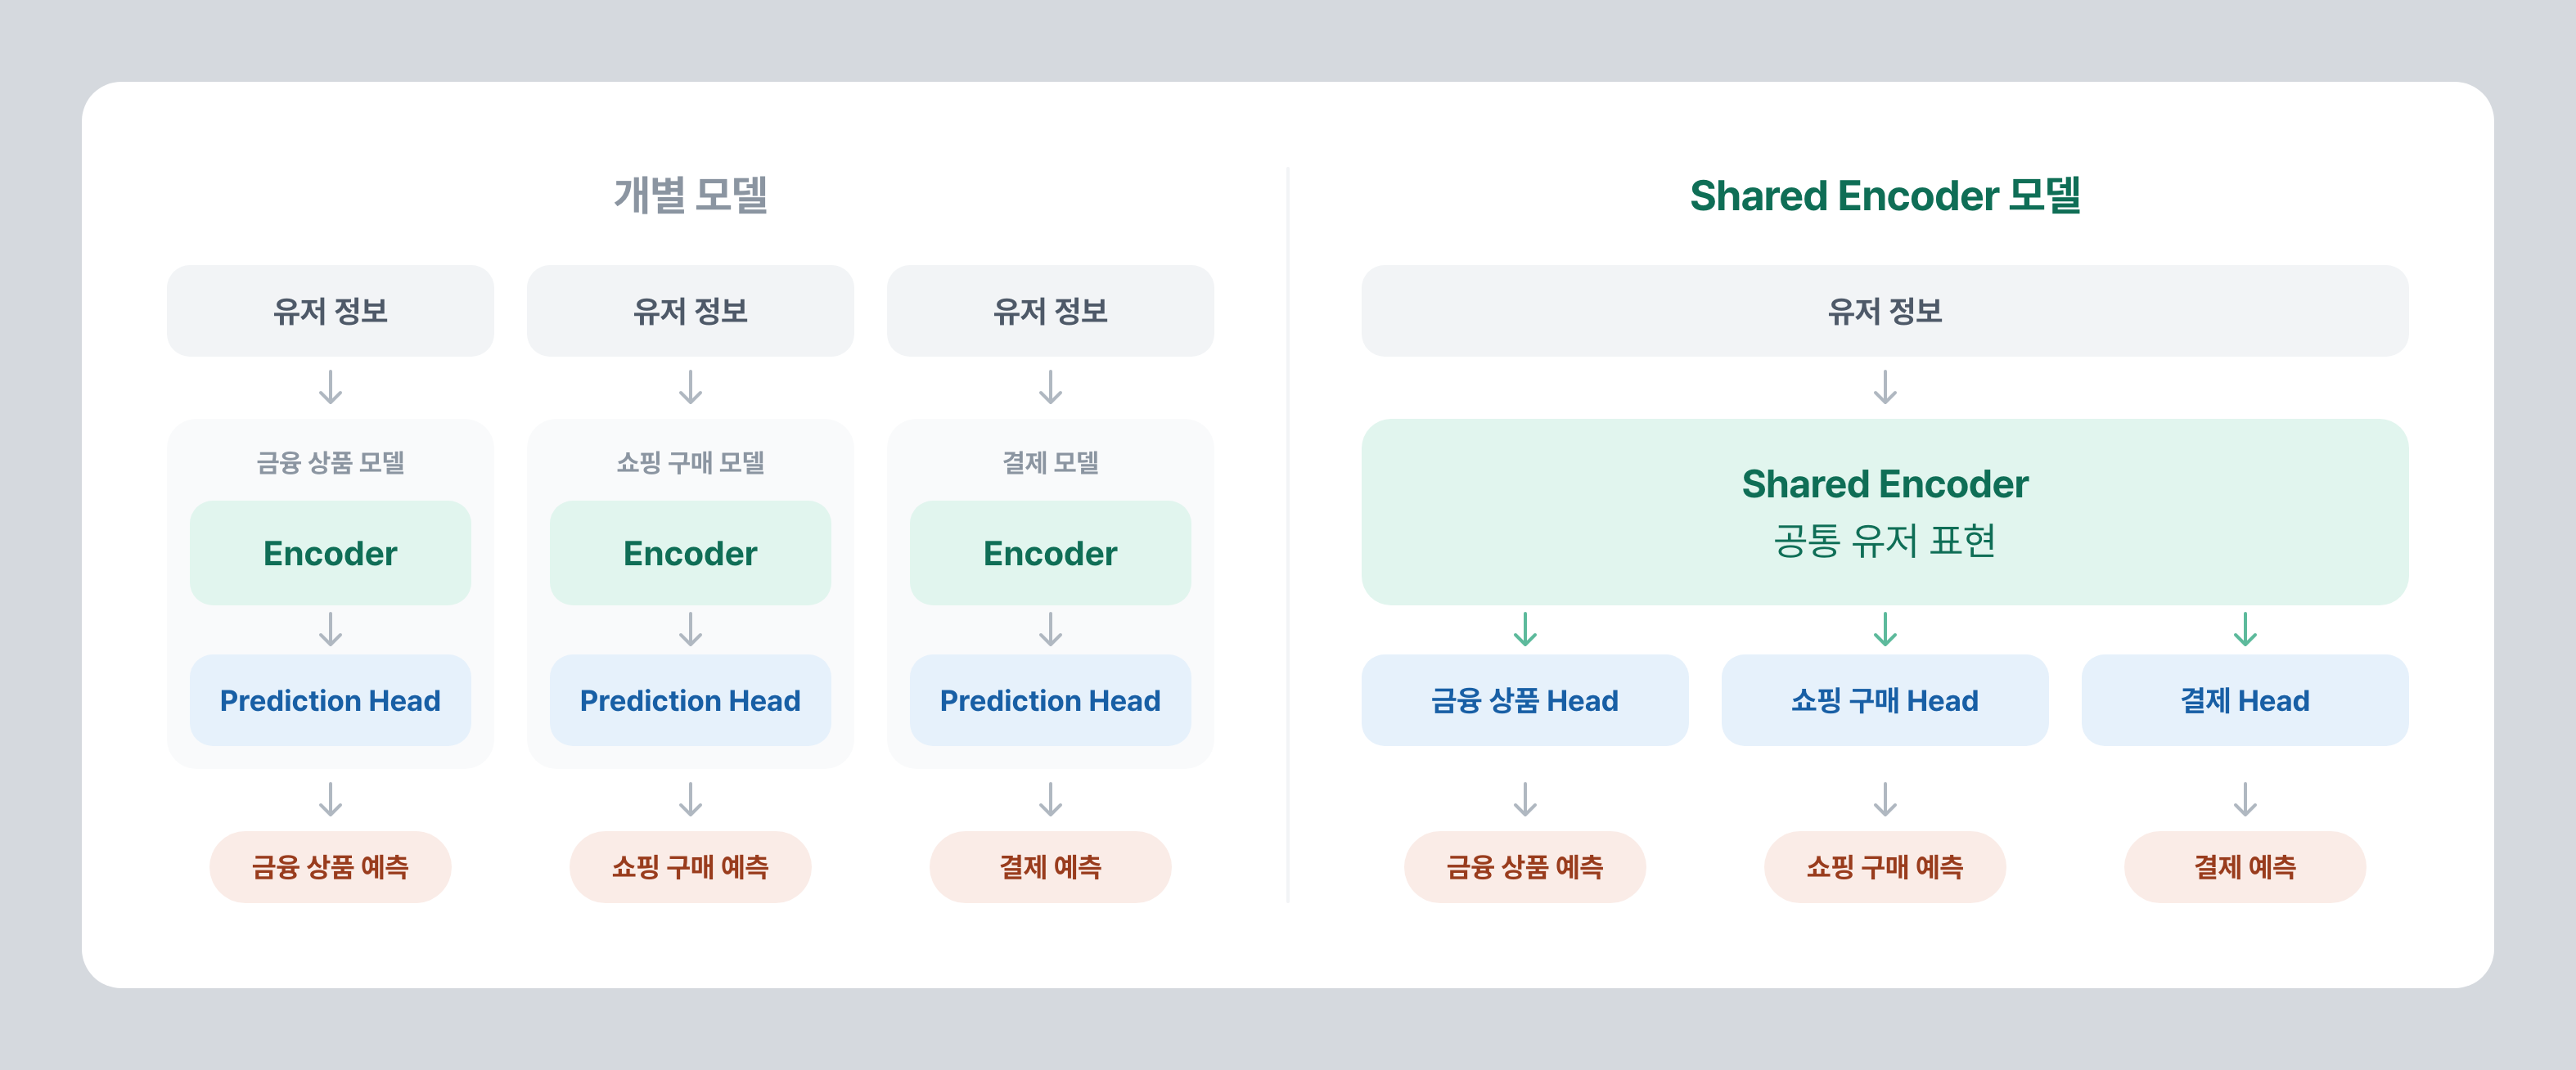 개별 모델
유저 정보
유저 정보
유저 정보
금융 상품 모델
쇼핑 구매 모델
결제 모델
Encoder
Encoder
Encoder
Prediction Head
Prediction Head
Prediction Head
금융 상품 예측
쇼핑 구매 예측
결제 예측
Shared Encoder 모델
유저 정보
Shared Encoder
공통 유저 표현
금융 상품 Head
쇼핑 구매 Head
결제 Head
금융 상품 예측
쇼핑 구매 예측
결제 예측